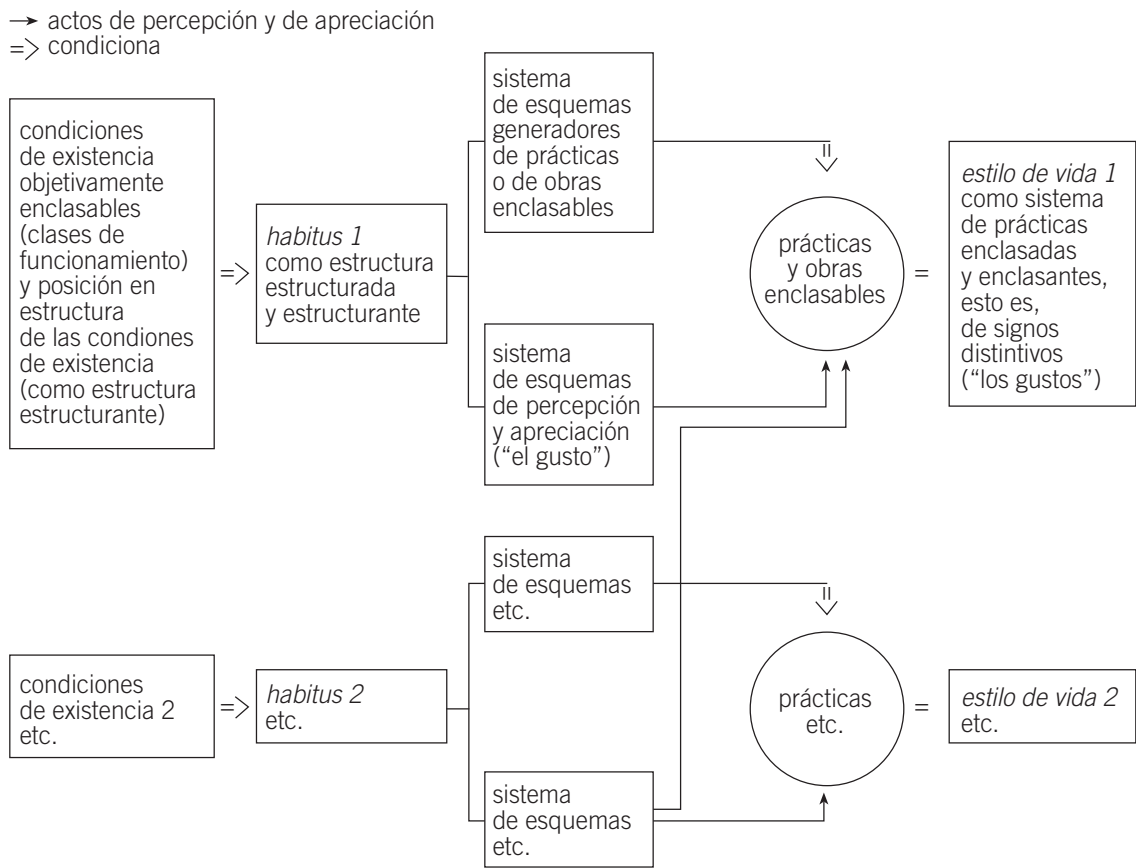 → actos de percepción y de apreciación
=> condiciona
condiciones
de existencia
objetivamente
enclasables
(clases de
funcionamiento)
y posición en
estructura
de las condiones
de existencia
(como estructura
estructurante)
=>
habitus 1
como estructura
estructurada
y estructurante
sistema
de esquemas
generadores
de prácticas
o de obras
enclasables
sistema
de esquemas
de percepción
y apreciación
(“el gusto”)
=>
prácticas
y obras
enclasables
=
estilo de vida 1
como sistema
de prácticas
enclasadas
y enclasantes,
esto es,
de signos
distintivos
(“los gustos”)
condiciones
de existencia 2
etc.
=>
habitus 2
etc.
sistema
de esquemas
etc.
sistema
de esquemas
etc.
=>
prácticas
etc.
=
estilo de vida 2
etc.